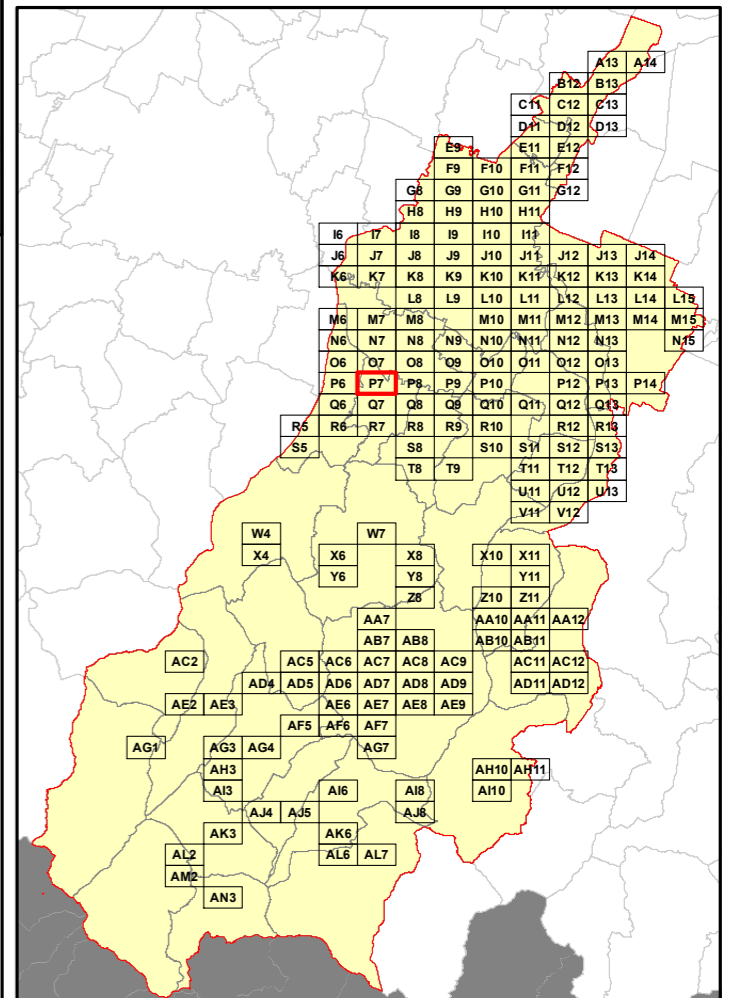 A13 A14
B12 B13
C11 C12 C13
D11 D12 D13
E9 E11 E12
F9 F10 F11 F12
G8 G9 G10 G11 G12
H8 H9 H10 H11
I6 I7 I8 I9 I10 I11
J6 J7 J8 J9 J10 J11 J12 J13 J14
K6 K7 K8 K9 K10 K11 K12 K13 K14
L8 L9 L10 L11 L12 L13 L14 L15
M6 M7 M8 M10 M11 M12 M13 M14 M15
N6 N7 N8 N9 N10 N11 N12 N13 N15
O6 O7 O8 O9 O10 O11 O12 O13
P6 P7 P8 P9 P10 P12 P13 P14
Q6 Q7 Q8 Q9 Q10 Q11 Q12 Q13
R5 R6 R7 R8 R9 R10 R12 R13
S5 S8 S10 S11 S12 S13
T8 T9 T11 T12 T13
U11 U12 U13
V11 V12
W4 W7
X4 X6 X8 X10 X11
Y6 Y8 Y11
Z8 Z10 Z11
AA7 AA10 AA11 AA12
AB7 AB8 AB10 AB11
AC2 AC5 AC6 AC7 AC8 AC9 AC11 AC12
AD4 AD5 AD6 AD7 AD8 AD9 AD11 AD12
AE2 AE3 AE6 AE7 AE8 AE9
AF5 AF6 AF7
AG1 AG3 AG4 AG7
AH3 AH10 AH11
AI3 AI6 AI8 AI10
AJ4 AJ5 AJ8
AK3 AK6
AL2 AL6 AL7
AM2
AN3